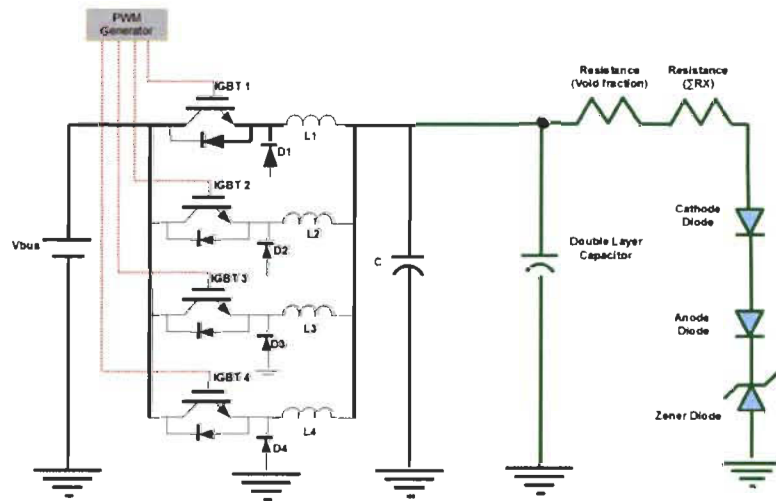 PWM
Generator
IGBT 1
L1
D1
IGBT 2
L2
D2
Vbus
IGBT 3
L3
D3
IGBT 4
L4
D4
C
Resistance
(Void fraction)
Resistance
(∑RX)
Cathode
Diode
Double Layer
Capacitor
Anode
Diode
Zener Diode